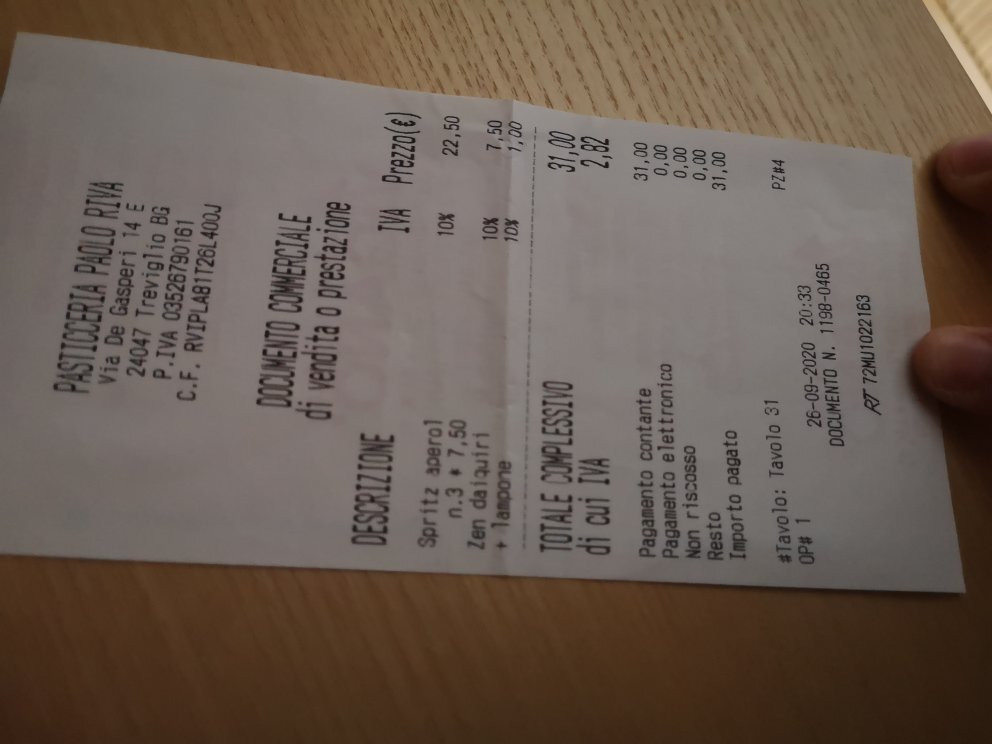 PASTICCERIA PAOLO RIVA
Via De Gasperi 14 E
24047 Treviglio BG
P.IVA 03526790161
C.F. RVIPLA81T26L400J
DOCUMENTO COMMERCIALE
di vendita o prestazione
DESCRIZIONE IVA Prezzo(€)
Spritz aperol 10% 22,50
n.3 * 7,50
Zen daiquiri 10% 7,50
+ lampone 10% 1,00
TOTALE COMPLESSIVO 31,00
di cui IVA 2,82
Pagamento contante 31,00
Pagamento elettronico 0,00
Non riscosso 0,00
Resto 0,00
Importo pagato 31,00
#Tavolo: Tavolo 31
OP# 1 PZ#4
26-09-2020 20:33
DOCUMENTO N. 1198-0465
RT 72MU1022163